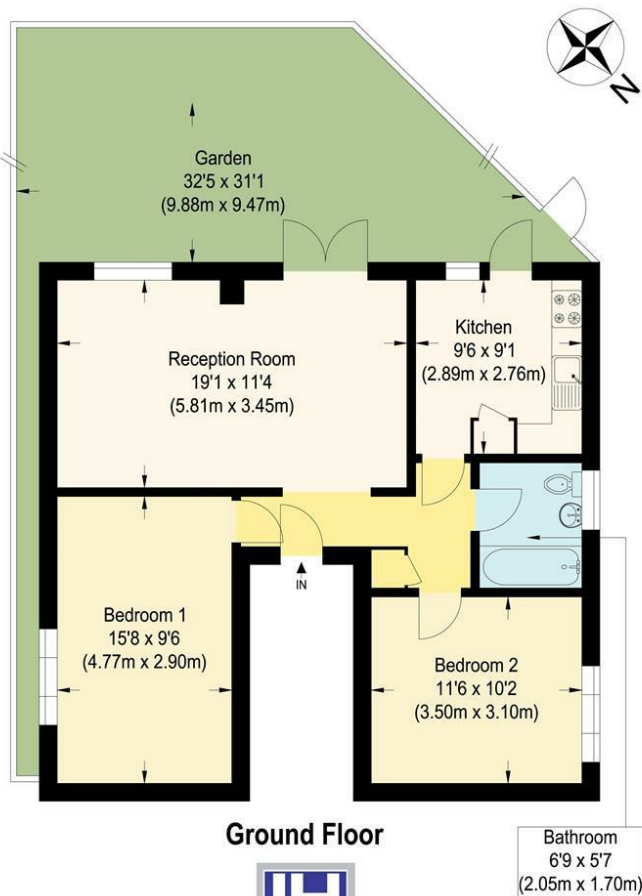 N
Garden
32'5 x 31'1
(9.88m x 9.47m)
Kitchen
9'6 x 9'1
(2.89m x 2.76m)
Reception Room
19'1 x 11'4
(5.81m x 3.45m)
IN
Bedroom 1
15'8 x 9'6
(4.77m x 2.90m)
Bedroom 2
11'6 x 10'2
(3.50m x 3.10m)
Ground Floor
Bathroom
6'9 x 5'7
(2.05m x 1.70m)